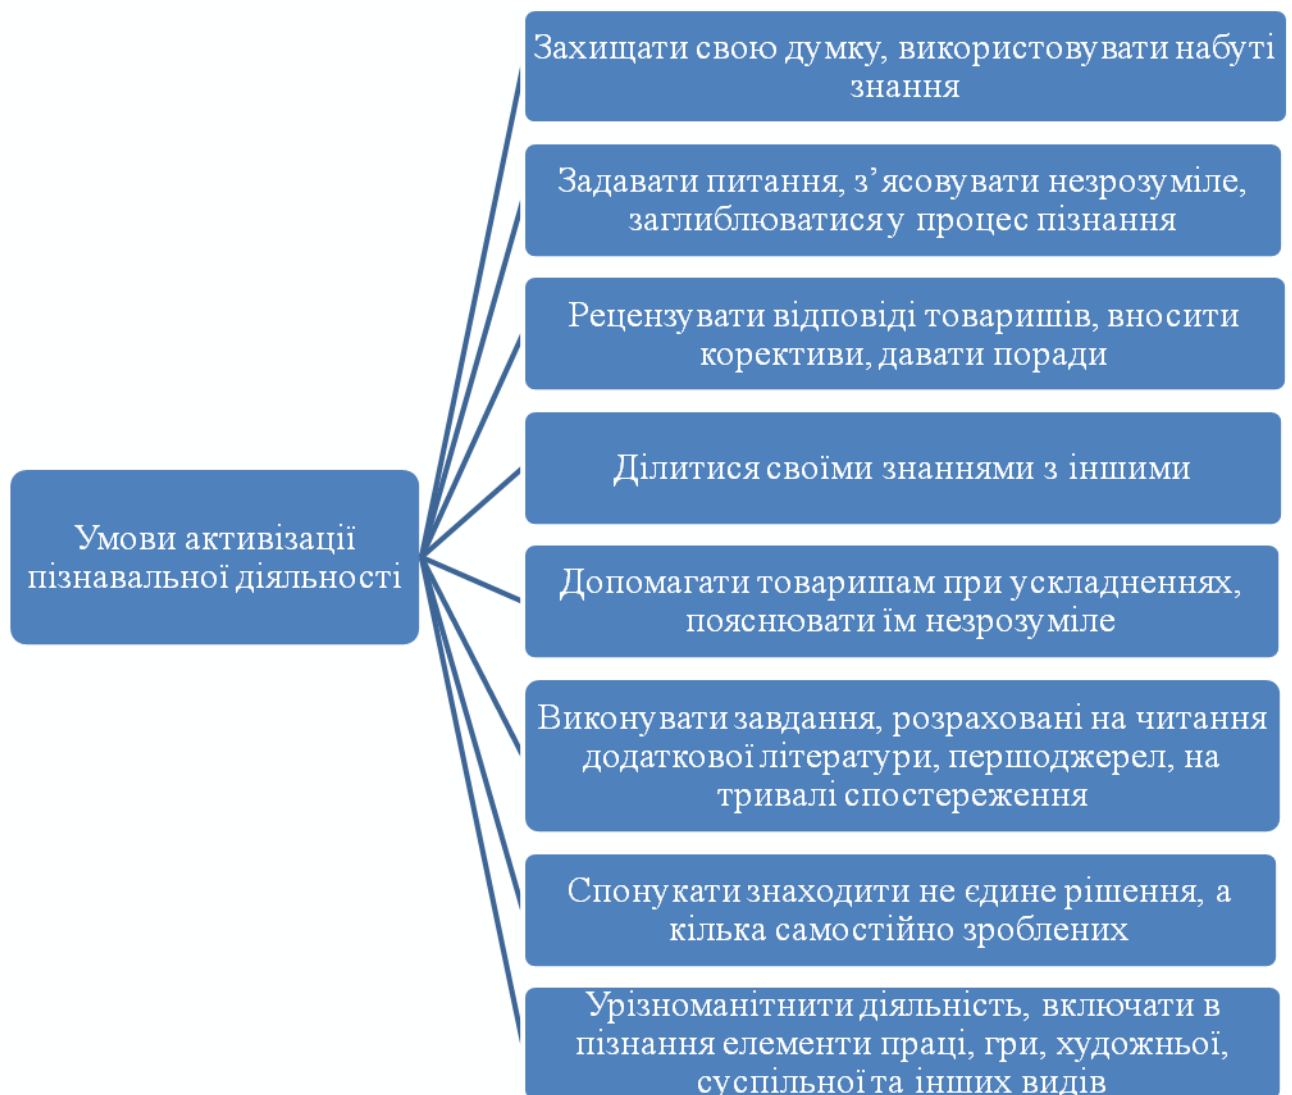 Захищати свою думку, використовувати набуті
знання
Задавати питання, з’ясовувати незрозуміле,
заглиблюватися у процес пізнання
Рецензувати відповіді товаришів, вносити
корективи, давати поради
Ділитися своїми знаннями з іншими
Умови активізації
пізнавальної діяльності
Допомагати товаришам при ускладненнях,
пояснювати їм незрозуміле
Виконувати завдання, розраховані на читання
додаткової літератури, першоджерел, на
тривалі спостереження
Спонукати знаходити не єдине рішення, а
кілька самостійно зроблених
Урізноманітнити діяльність, включати в
пізнання елементи праці, гри, художньої,
суспільної та інших видів